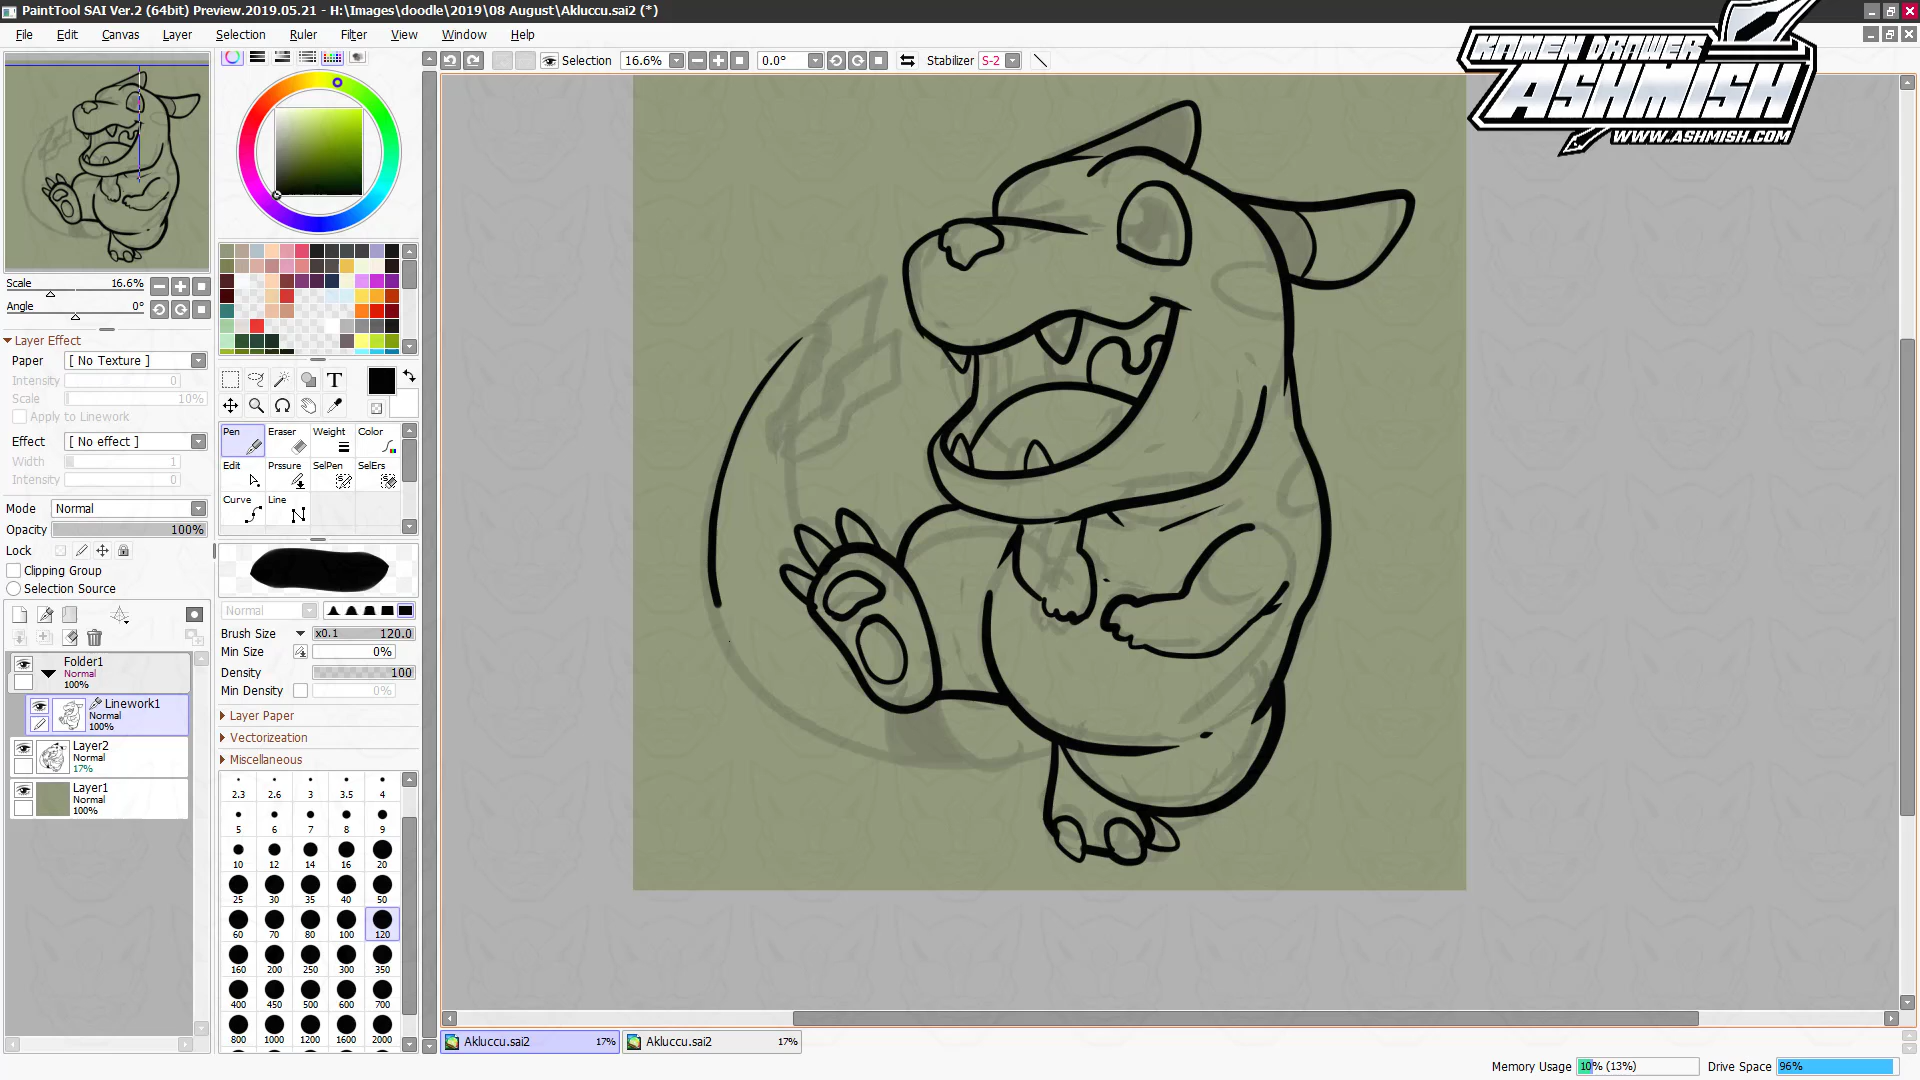 PaintTool SAI Ver.2 (64bit) Preview.2019.05.21 - H:\Images\doodle\2019\08 August\Akluccu.sai2 (*)
File Edit Canvas Layer Selection Ruler Filter View Window Help
KAMEN DRAWER
ASHMISH
WWW.ASHMISH.COM
Selection 16.6% 0.0° Stabilizer S-2
Scale 16.6%
Angle 0°
Layer Effect
Paper [ No Texture ]
Intensity 0
Scale 10%
Apply to Linework
Effect [ No effect ]
Width 1
Intensity 0
Mode Normal
Opacity 100%
Lock
Clipping Group
Selection Source
Folder1
Normal
100%
Linework1
Normal
100%
Layer2
Normal
17%
Layer1
Normal
100%
T
Pen Eraser Weight Color
Edit Prssure SelPen SelErs
Curve Line
Normal
Brush Size x0.1 120.0
Min Size 0%
Density 100
Min Density 0%
Layer Paper
Vectorization
Miscellaneous
2.3 2.6 3 3.5 4
5 6 7 8 9
10 12 14 16 20
25 30 35 40 50
60 70 80 100 120
160 200 250 300 350
400 450 500 600 700
800 1000 1200 1600 2000
Akluccu.sai2 17% Akluccu.sai2 17%
Memory Usage 10% (13%) Drive Space 96%